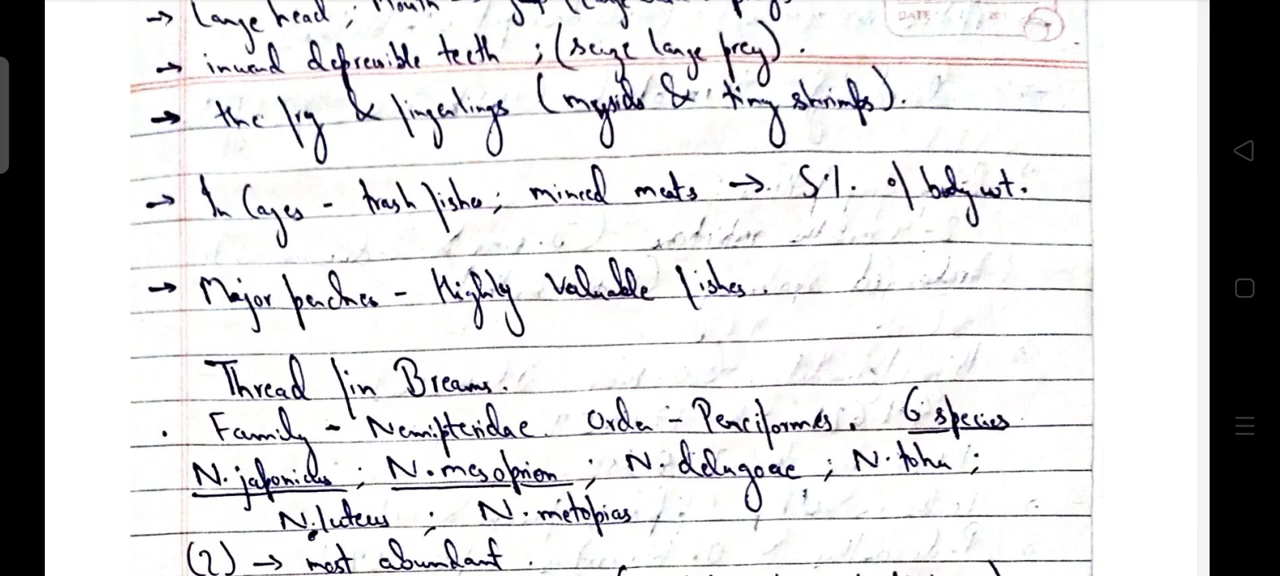 → Large head ; Mouth
DATE
→ inward depressible teeth ; (seize large prey).
→ the fry & fingerlings (mysids & tiny shrimps).
→ In Cages - trash fishes ; minced meats → 5%. of body wt.
→ Major perches - Highly Valuable fishes.
Thread fin Breams.
. Family - Nemipteridae Order - Perciformes. 6 species
N. japonicus ; N. mesoprion ; N. delagoae ; N. tolu ;
N. luteus ; N. metopias
(2) → most abundant.